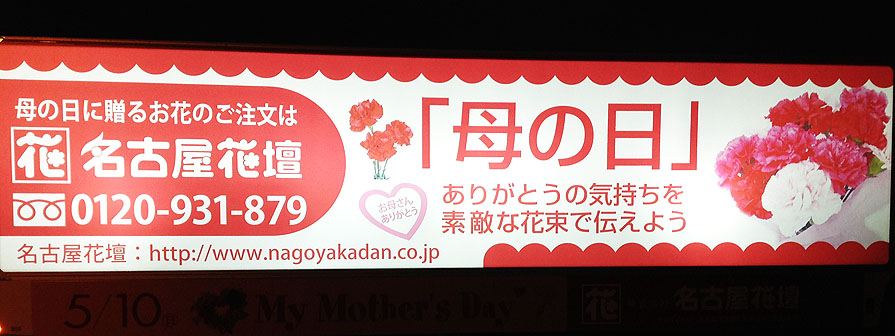 母の日に贈るお花のご注文は
花 名古屋花壇
0120-931-879
名古屋花壇：http://www.nagoyakadan.co.jp
「母の日」
お母さん
ありがとう
ありがとうの気持ちを
素敵な花束で伝えよう
5/10 My Mother's Day
花 名古屋花壇